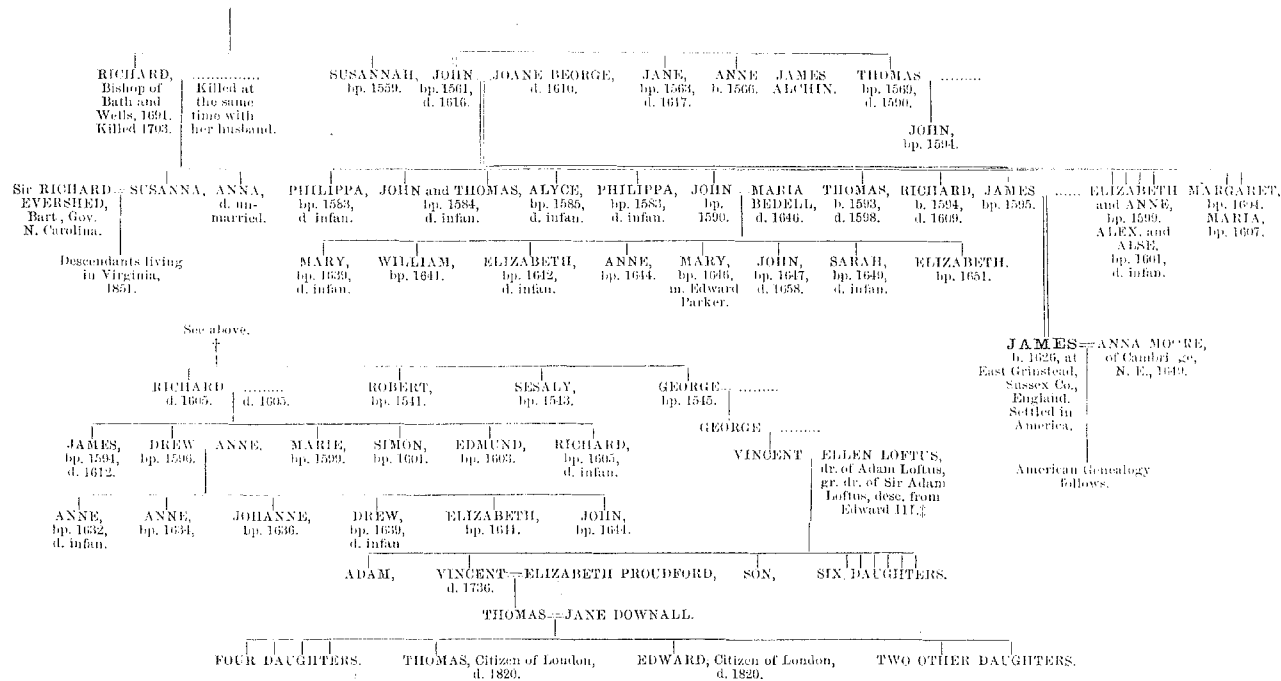 RICHARD, Bishop of Bath and Wells, 1691. Killed 1703.
............... Killed at the same time with her husband.
SUSANNAH, bp. 1559.
JOHN bp. 1561, d. 1616.
JOANE BEORGE, d. 1610.
JANE, bp. 1563, d. 1617.
ANNE b. 1566.
JAMES ALCHIN.
THOMAS bp. 1569, d. 1590.
.........
JOHN, bp. 1594.
Sir RICHARD EVERSHED, Bart., Gov. N. Carolina.
SUSANNA,
ANNA, d. un-married.
PHILIPPA, bp. 1583, d. infan.
JOHN and THOMAS, bp. 1584, d. infan.
ALYCE, bp. 1585, d. infan.
PHILIPPA, bp. 1583, d. infan.
JOHN bp. 1590.
MARIA BEDELL, d. 1646.
THOMAS, b. 1593, d. 1598.
RICHARD, b. 1594, d. 1609.
JAMES bp. 1595.
......
ELIZABETH and ANNE, bp. 1599.
ALEX. and ALSE, bp. 1601, d. infan.
MARGARET, bp. 1604.
MARIA, bp. 1607.
Descendants living in Virginia, 1851.
MARY, bp. 1639, d. infan.
WILLIAM, bp. 1641.
ELIZABETH, bp. 1642, d. infan.
ANNE, bp. 1644.
MARY, bp. 1646, m. Edward Parker.
JOHN, bp. 1647, d. 1658.
SARAH, bp. 1649, d. infan.
ELIZABETH. bp. 1651.
See above.
†
JAMES b. 1626, at East Grinstead, Sussex Co., England. Settled in America.
ANNA of N. E., 1649.
American Genealogy follows.
RICHARD d. 1605.
......... d. 1605.
ROBERT, bp. 1541.
SESALY, bp. 1543.
GEORGE bp. 1545.
.........
GEORGE .........
JAMES, bp. 1594, d. 1612.
DREW bp. 1596.
ANNE.
MARIE, bp. 1599.
SIMON, bp. 1601.
EDMUND, bp. 1603.
RICHARD, bp. 1605, d. infan.
VINCENT
ELLEN LOFTUS, dr. of Adam Loftus, gr. dr. of Sir Adam Loftus, desc. from Edward III.‡
ANNE, bp. 1632, d. infan.
ANNE, bp. 1634,
JOHANNE, bp. 1636.
DREW, bp. 1639, d. infan
ELIZABETH, bp. 1641.
JOHN, bp. 1644.
ADAM,
VINCENT d. 1736.
ELIZABETH PROUDFORD,
SON,
SIX DAUGHTERS.
THOMAS
JANE DOWNALL.
FOUR DAUGHTERS.
THOMAS, Citizen of London, d. 1820.
EDWARD, Citizen of London, d. 1820.
TWO OTHER DAUGHTERS.